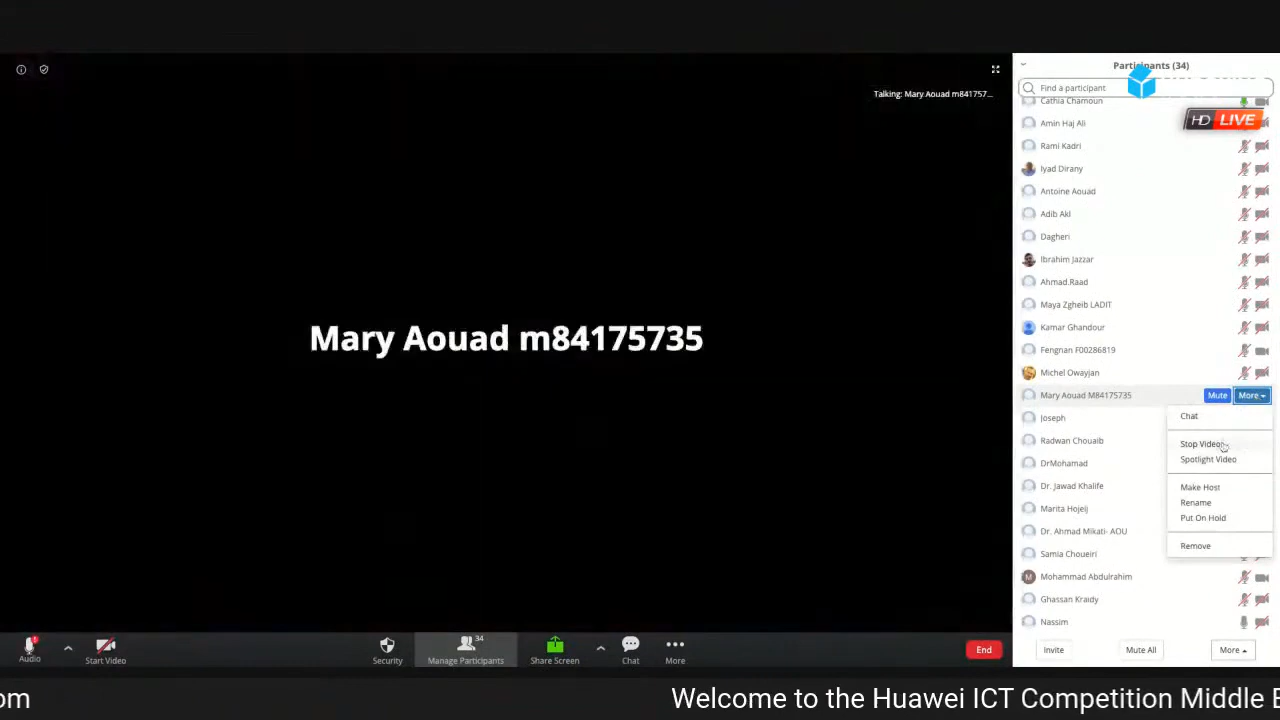 Participants (34)
Find a participant
Talking: Mary Aouad m841757...
HD LIVE
Cathia Chamoun
Amin Haj Ali
Rami Kadri
Iyad Dirany
Antoine Aouad
Adib Akl
Dagheri
Ibrahim Jazzar
Ahmad.Raad
Maya Zgheib LADIT
Kamar Ghandour
Fengnan F00286819
Michel Owayjan
Mary Aouad M84175735
Mute
More
Chat
Stop Video
Spotlight Video
Make Host
Rename
Put On Hold
Remove
Joseph
Radwan Chouaib
DrMohamad
Dr. Jawad Khalife
Marita Hojeij
Dr. Ahmad Mikati- AOU
Samia Choueiri
M
Mohammad Abdulrahim
Ghassan Kraidy
Nassim
Mary Aouad m84175735
Audio
Start Video
Security
34
Manage Participants
Share Screen
Chat
More
End
Invite
Mute All
More
om
Welcome to the Huawei ICT Competition Middle E